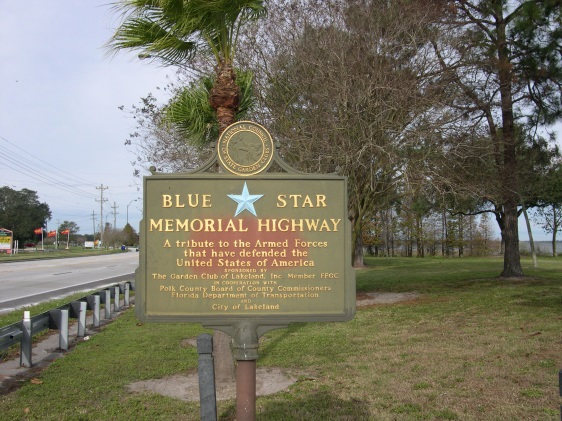 BLUE STAR
MEMORIAL HIGHWAY
A tribute to the Armed Forces
that have defended the
United States of America
SPONSORED BY
The Garden Club of Lakeland, Inc. Member FFGC
IN COOPERATION WITH
Polk County Board of County Commissioners
Florida Department of Transportation
AND
City of Lakeland